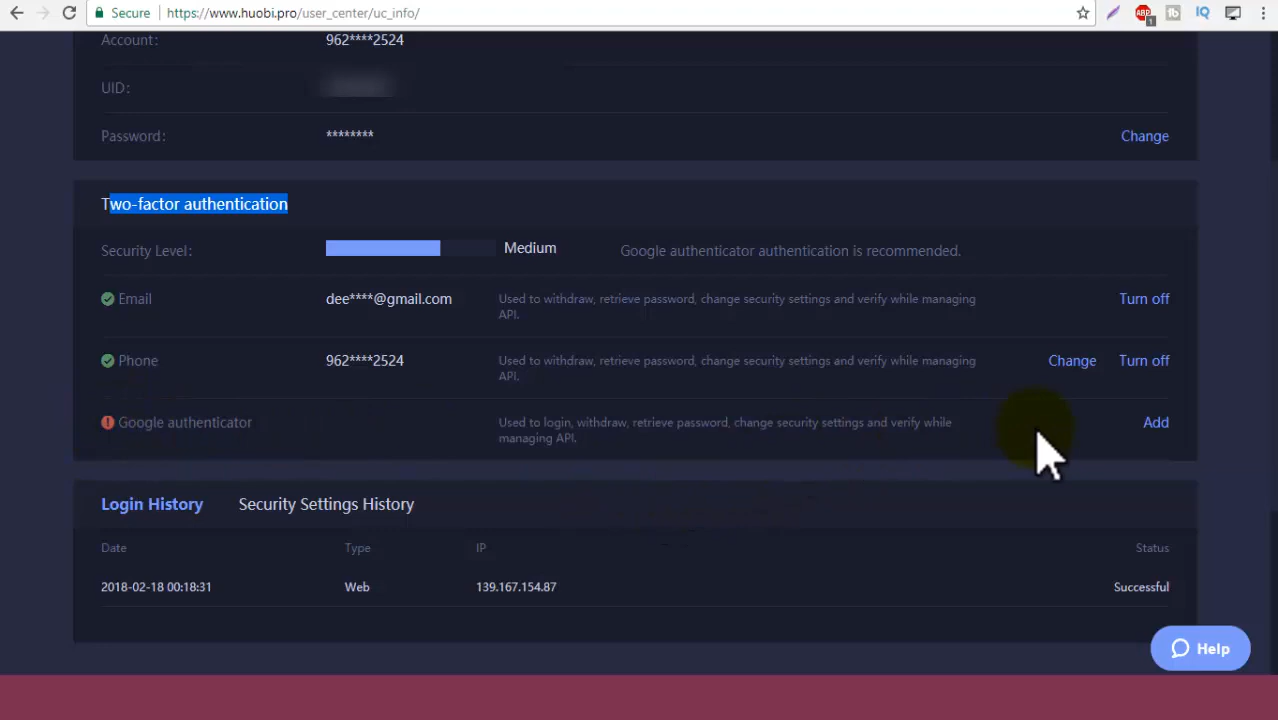 Secure https://www.huobi.pro/user_center/uc_info/
ABP 1 fb IQ
Account: 962****2524
UID:
Password: ******** Change
Two-factor authentication
Security Level: Medium Google authenticator authentication is recommended.
Email dee****@gmail.com Used to withdraw, retrieve password, change security settings and verify while managing Turn off
API.
Phone 962****2524 Used to withdraw, retrieve password, change security settings and verify while managing Change Turn off
API.
Google authenticator Used to login, withdraw, retrieve password, change security settings and verify while Add
managing API.
Login History Security Settings History
Date Type IP Status
2018-02-18 00:18:31 Web 139.167.154.87 Successful
Help